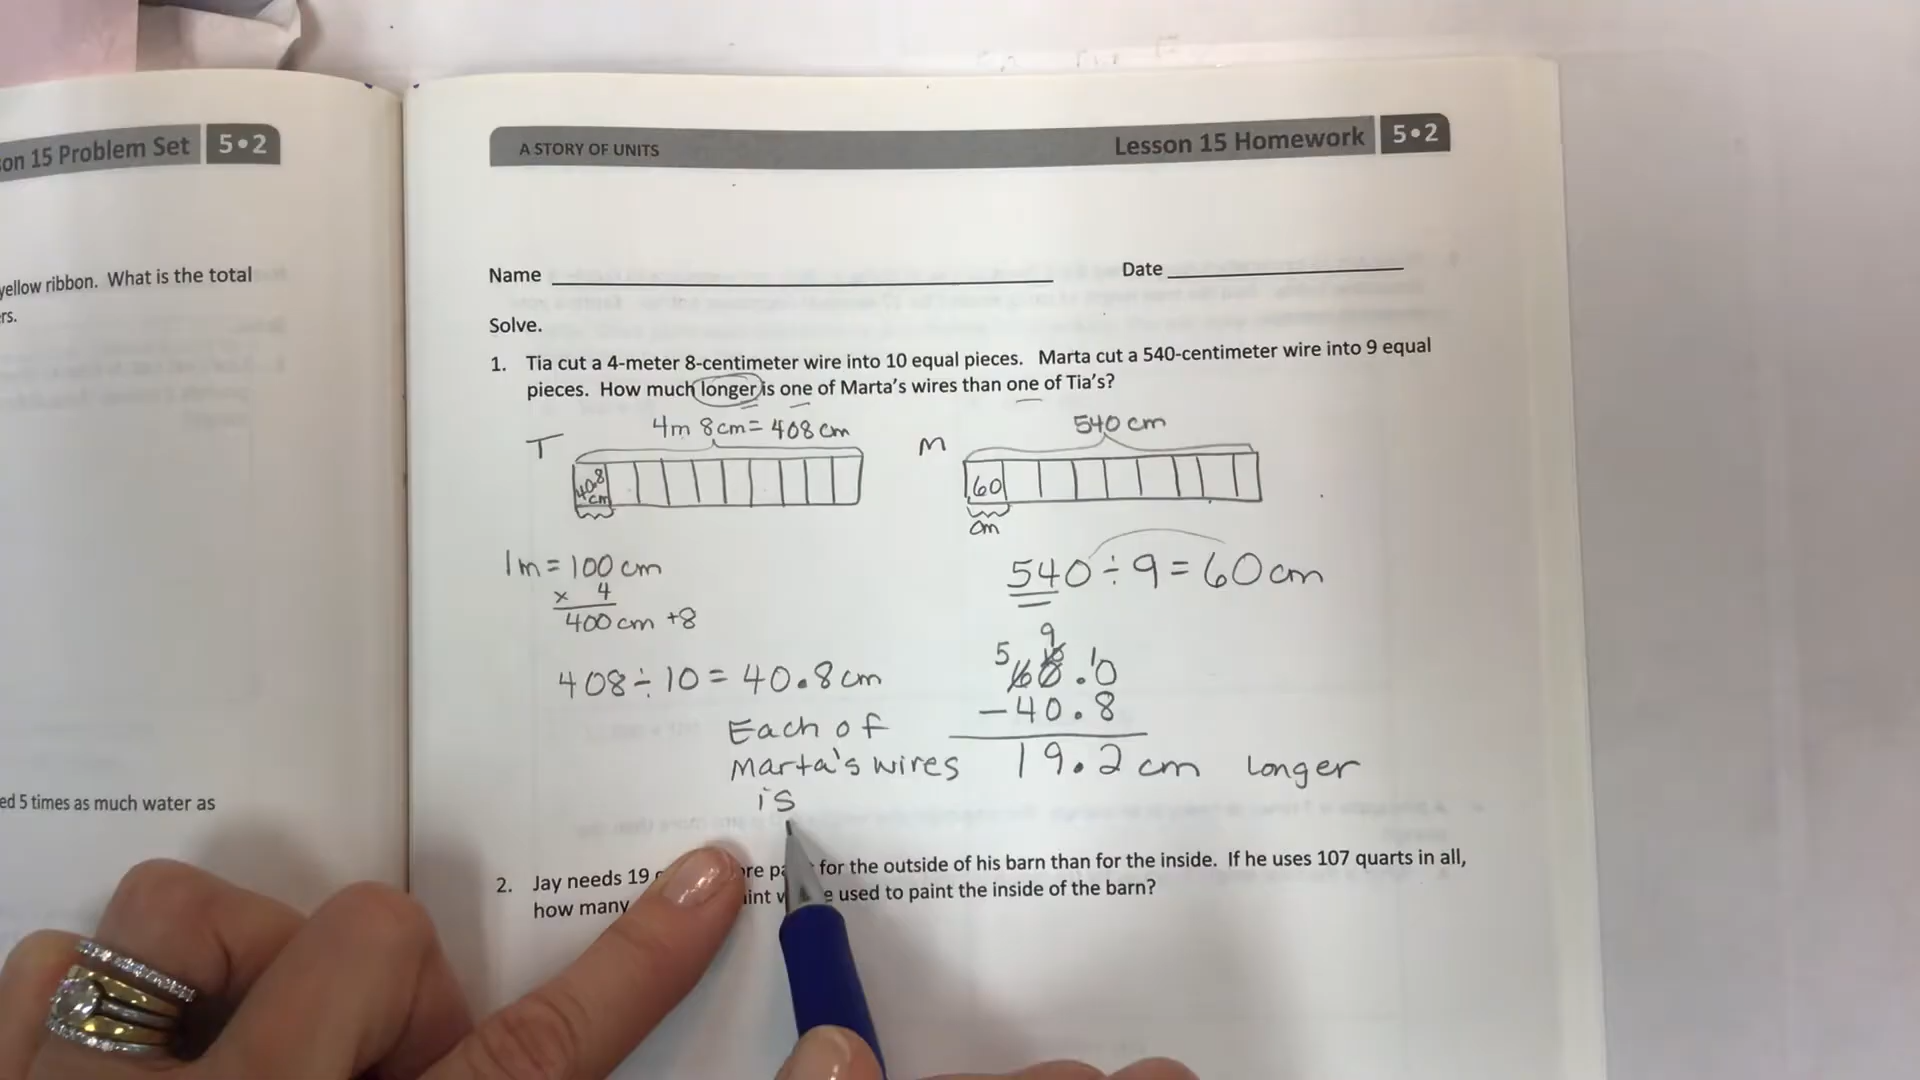 on 15 Problem Set 5•2
yellow ribbon. What is the total
rs.
ed 5 times as much water as
A STORY OF UNITS
Lesson 15 Homework 5•2
Name
Date
Solve.
1. Tia cut a 4-meter 8-centimeter wire into 10 equal pieces. Marta cut a 540-centimeter wire into 9 equal
pieces. How much longer is one of Marta's wires than one of Tia's?
4m 8cm = 408 cm
T
40.8
cm
540 cm
M
60
cm
1m = 100 cm
x 4
400 cm +8
408 ÷ 10 = 40.8 cm
540 ÷ 9 = 60 cm
9
5 10 1
60.0
- 40.8
19.2 cm longer
Each of
Marta's wires
is
2. Jay needs 19 for the outside of his barn than for the inside. If he uses 107 quarts in all,
how many used to paint the inside of the barn?